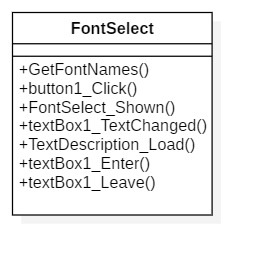 FontSelect
+GetFontNames()
+button1_Click()
+FontSelect_Shown()
+textBox1_TextChanged()
+TextDescription_Load()
+textBox1_Enter()
+textBox1_Leave()